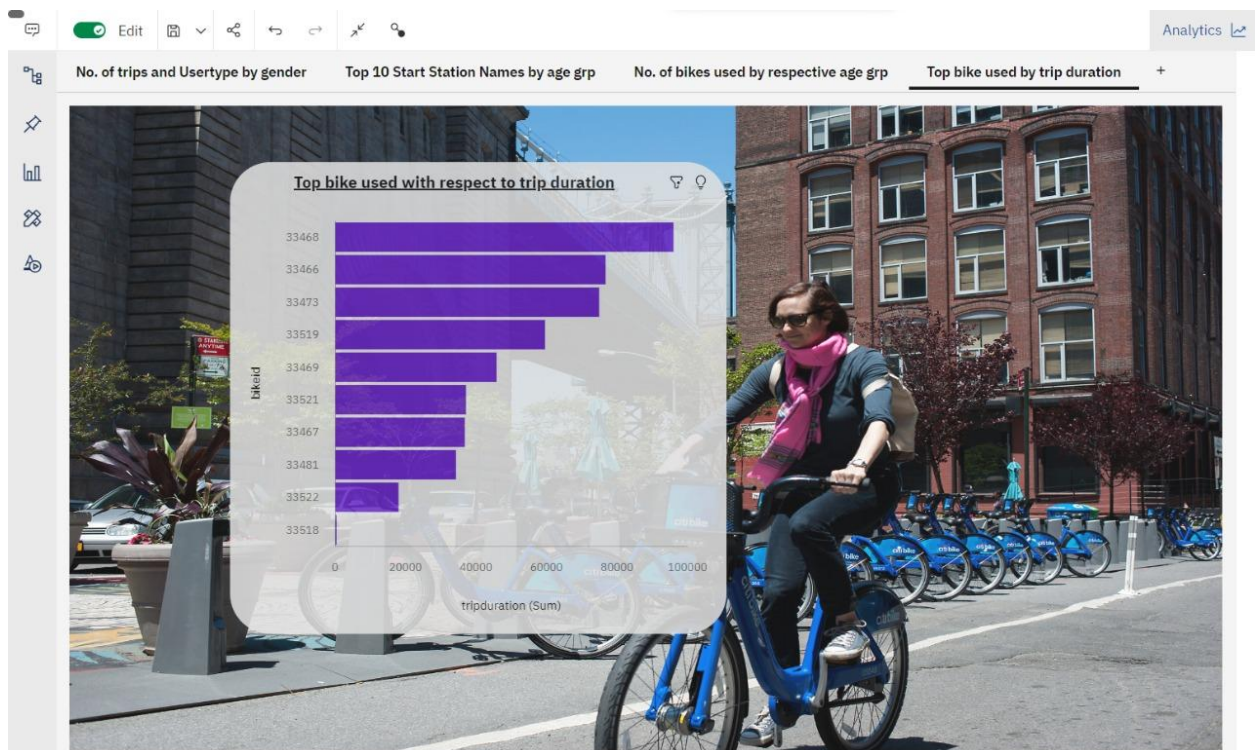 Edit
Analytics
No. of trips and Usertype by gender
Top 10 Start Station Names by age grp
No. of bikes used by respective age grp
Top bike used by trip duration
+
Top bike used with respect to trip duration
bikeid
33468
33466
33473
33519
33469
33521
33467
33481
33522
33518
0 20000 40000 60000 80000 100000
tripduration (Sum)
citi bike